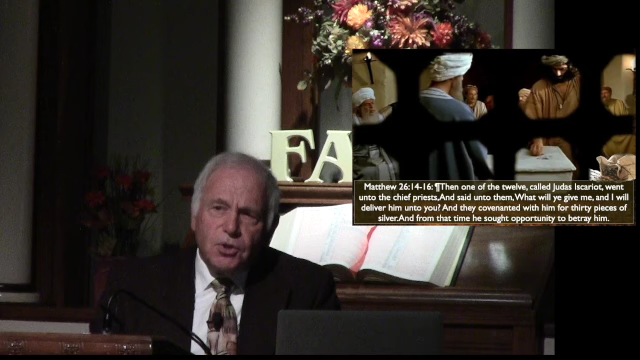 FA
Matthew 26:14-16: ¶Then one of the twelve, called Judas Iscariot, went
unto the chief priests,And said unto them,What will ye give me, and I will
deliver him unto you? And they covenanted with him for thirty pieces of
silver.And from that time he sought opportunity to betray him.